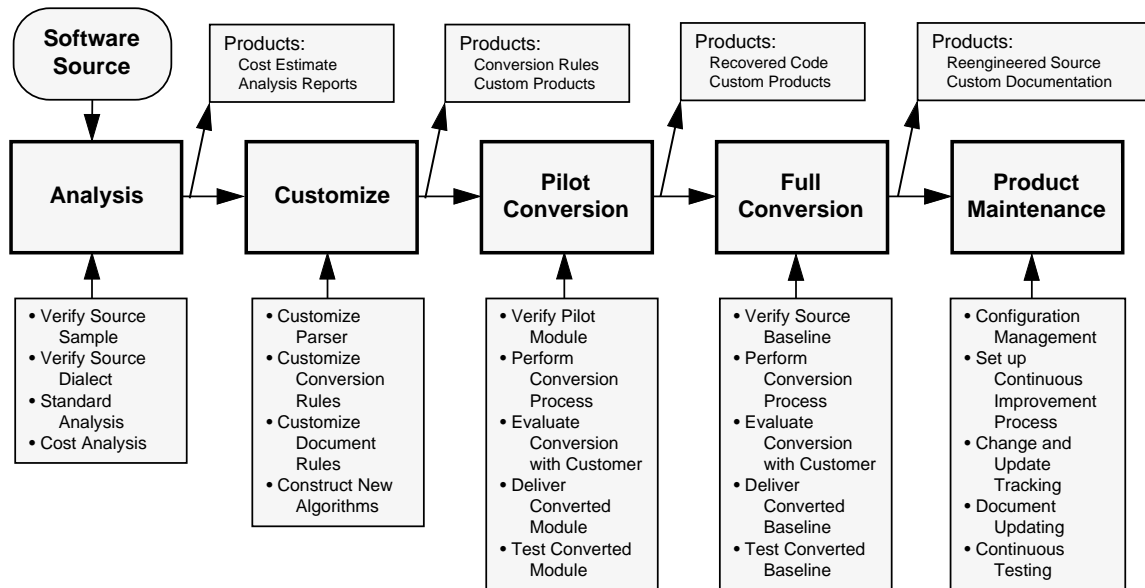 Software
Source
Products:
Cost Estimate
Analysis Reports
Products:
Conversion Rules
Custom Products
Products:
Recovered Code
Custom Products
Products:
Reengineered Source
Custom Documentation
Analysis
Customize
Pilot
Conversion
Full
Conversion
Product
Maintenance
• Verify Source
Sample
• Verify Source
Dialect
• Standard
Analysis
• Cost Analysis
• Customize
Parser
• Customize
Conversion
Rules
• Customize
Document
Rules
• Construct New
Algorithms
• Verify Pilot
Module
• Perform
Conversion
Process
• Evaluate
Conversion
with Customer
• Deliver
Converted
Module
• Test Converted
Module
• Verify Source
Baseline
• Perform
Conversion
Process
• Evaluate
Conversion
with Customer
• Deliver
Converted
Baseline
• Test Converted
Baseline
• Configuration
Management
• Set up
Continuous
Improvement
Process
• Change and
Update
Tracking
• Document
Updating
• Continuous
Testing